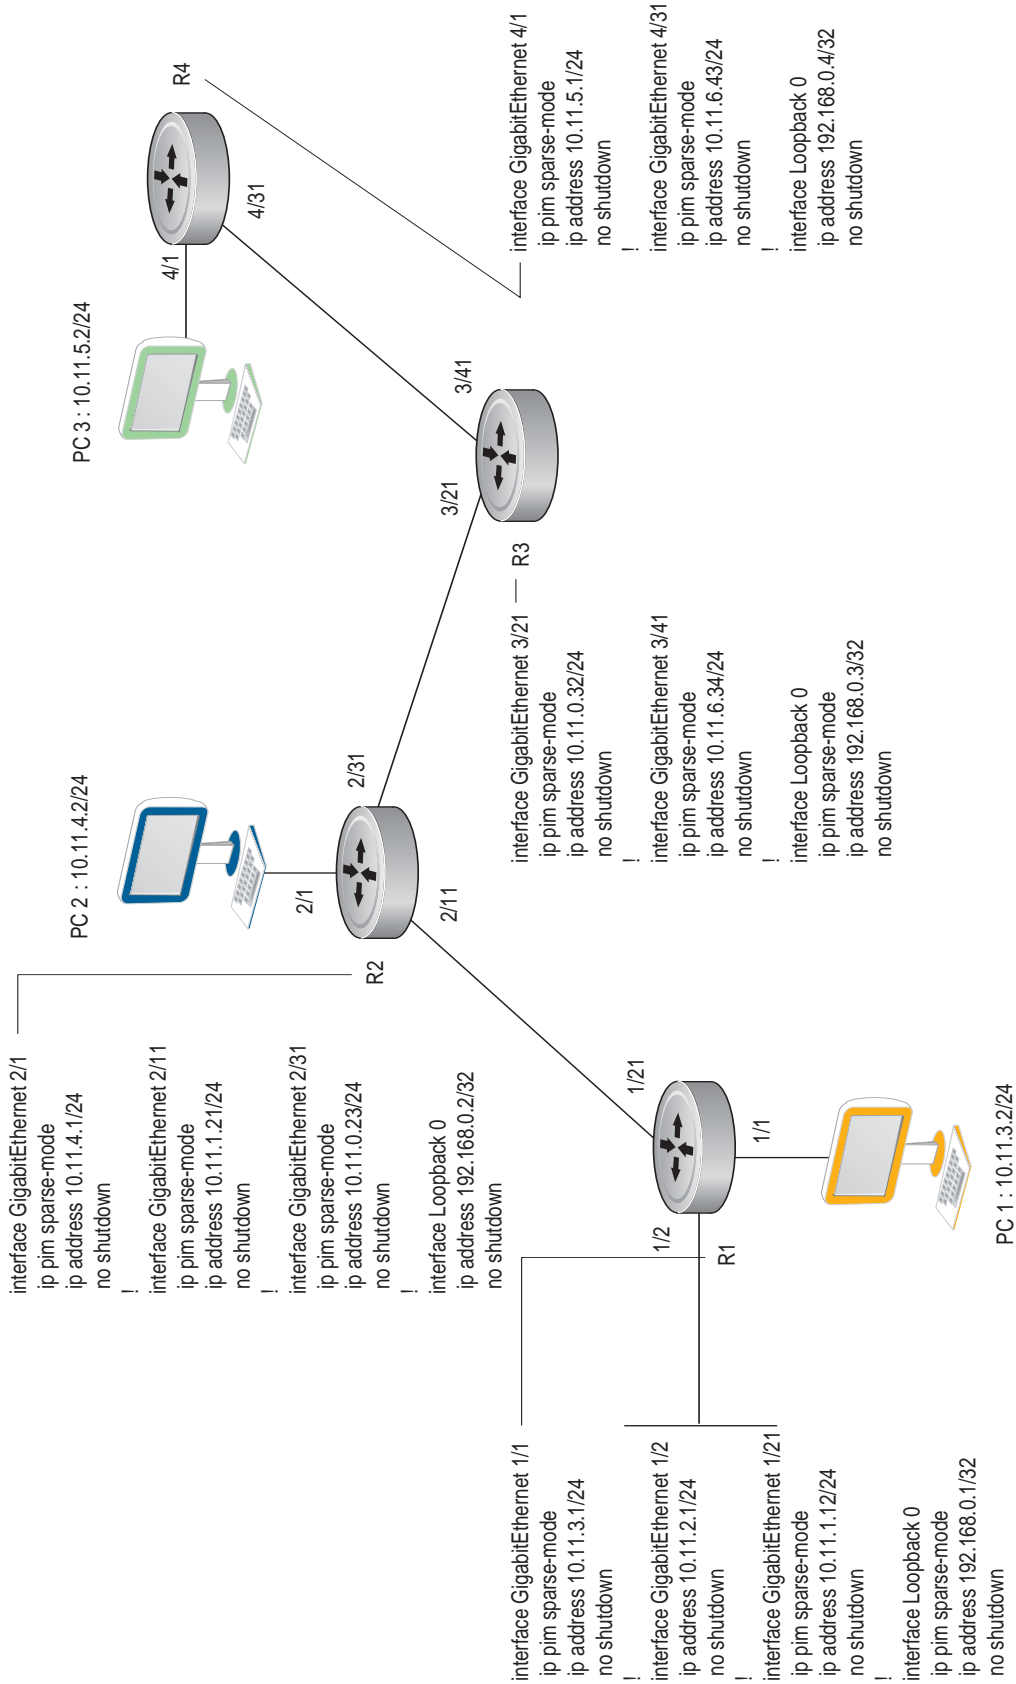 interface GigabitEthernet 2/1
ip pim sparse-mode
ip address 10.11.4.1/24
no shutdown
!
interface GigabitEthernet 2/11
ip pim sparse-mode
ip address 10.11.1.21/24
no shutdown
!
interface GigabitEthernet 2/31
ip pim sparse-mode
ip address 10.11.0.23/24
no shutdown
!
interface Loopback 0
ip address 192.168.0.2/32
no shutdown
R2
PC 2 : 10.11.4.2/24
2/1
2/31
2/11
PC 3 : 10.11.5.2/24
4/1
R4
4/31
3/41
3/21
R3
interface GigabitEthernet 1/1
ip pim sparse-mode
ip address 10.11.3.1/24
no shutdown
!
interface GigabitEthernet 1/2
ip address 10.11.2.1/24
no shutdown
!
interface GigabitEthernet 1/21
ip pim sparse-mode
ip address 10.11.1.12/24
no shutdown
!
interface Loopback 0
ip pim sparse-mode
ip address 192.168.0.1/32
no shutdown
1/2
1/21
R1
1/1
PC 1 : 10.11.3.2/24
interface GigabitEthernet 3/21
ip pim sparse-mode
ip address 10.11.0.32/24
no shutdown
!
interface GigabitEthernet 3/41
ip pim sparse-mode
ip address 10.11.6.34/24
no shutdown
!
interface Loopback 0
ip pim sparse-mode
ip address 192.168.0.3/32
no shutdown
interface GigabitEthernet 4/1
ip pim sparse-mode
ip address 10.11.5.1/24
no shutdown
!
interface GigabitEthernet 4/31
ip pim sparse-mode
ip address 10.11.6.43/24
no shutdown
!
interface Loopback 0
ip address 192.168.0.4/32
no shutdown